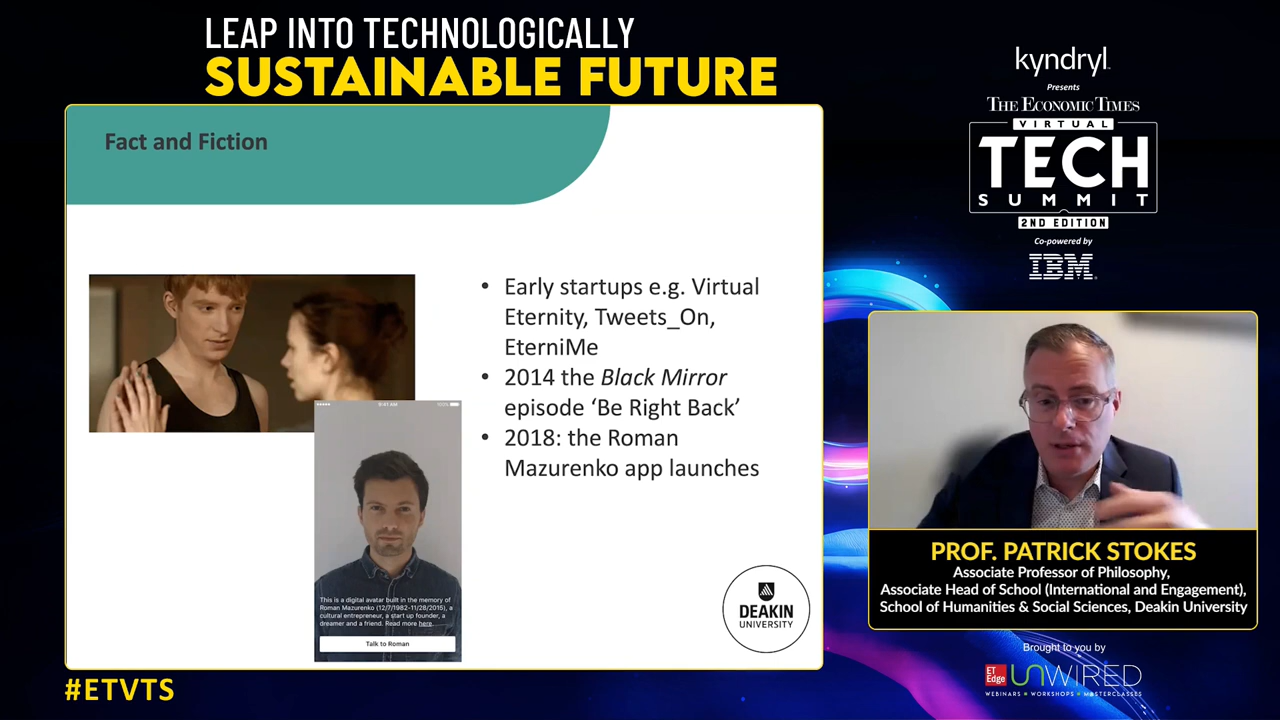 LEAP INTO TECHNOLOGICALLY
SUSTAINABLE FUTURE
Fact and Fiction
• Early startups e.g. Virtual
Eternity, Tweets_On,
EterniMe
• 2014 the Black Mirror
episode ‘Be Right Back’
• 2018: the Roman
Mazurenko app launches
9:41 AM
100%
This is a digital avatar built in the memory of
Roman Mazurenko (12/7/1982-11/28/2015), a
cultural entrepreneur, a start up founder, a
dreamer and a friend. Read more here.
Talk to Roman
DEAKIN
UNIVERSITY
#ETVTS
kyndryl
Presents
THE ECONOMIC TIMES
VIRTUAL
TECH
SUMMIT
2ND EDITION
Co-powered by
IBM
PROF. PATRICK STOKES
Associate Professor of Philosophy,
Associate Head of School (International and Engagement),
School of Humanities & Social Sciences, Deakin University
Brought to you by
ET Edge UNWIRED
WEBINARS • WORKSHOPS • MASTERCLASSES